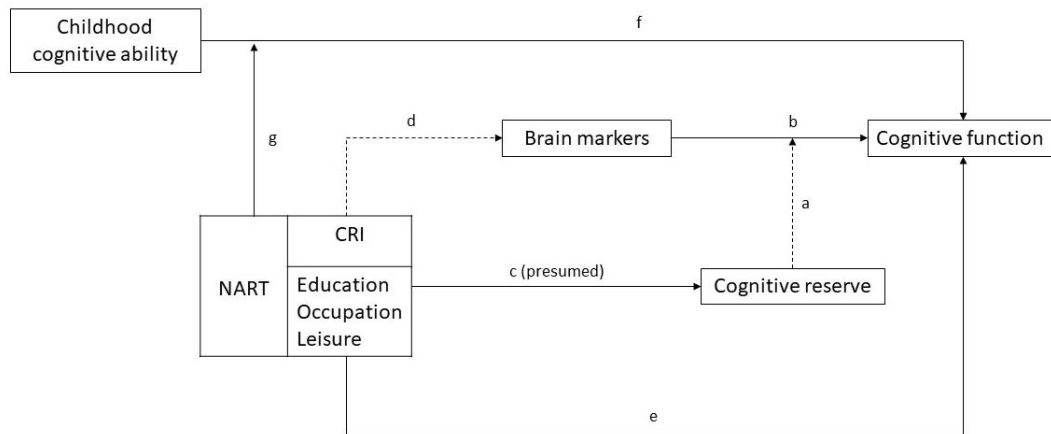 Childhood
cognitive ability
f
g
d
Brain markers
b
Cognitive function
a
NART
CRI
Education
Occupation
Leisure
c (presumed)
Cognitive reserve
e